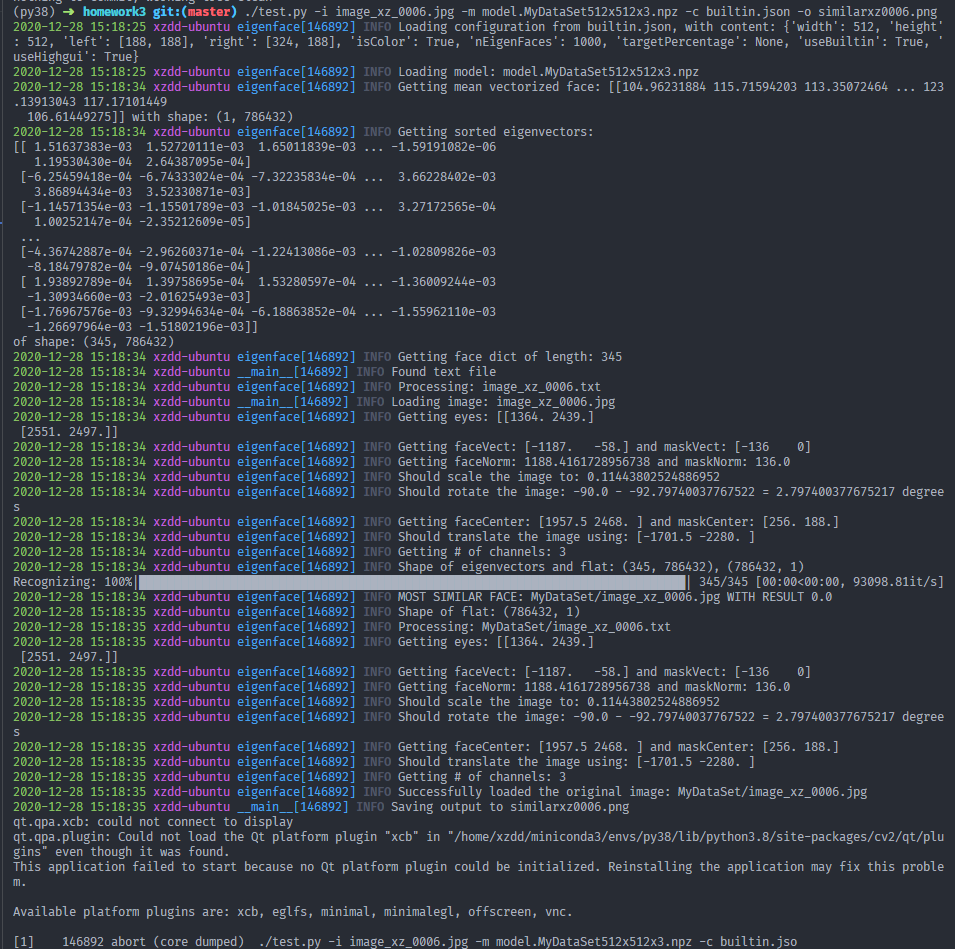 (py38) → homework3 git:(master) ./test.py -i image_xz_0006.jpg -m model.MyDataset512x512x3.npz -c builtin.json -o similarxz0006.png
2020-12-28 15:18:25 xzdd-ubuntu eigenface[146892] INFO Loading configuration from builtin.json, with content: {'width': 512, 'height'
: 512, 'left': [188, 188], 'right': [324, 188], 'isColor': True, 'nEigenFaces': 1000, 'targetPercentage': None, 'useBuiltin': True, '
useHighgui': True}
2020-12-28 15:18:25 xzdd-ubuntu eigenface[146892] INFO Loading model: model.MyDataSet512x512x3.npz
2020-12-28 15:18:34 xzdd-ubuntu eigenface[146892] INFO Getting mean vectorized face: [[104.96231884 115.71594203 113.35072464 ... 123
.13913043 117.17101449
106.61449275]] with shape: (1, 786432)
2020-12-28 15:18:34 xzdd-ubuntu eigenface[146892] INFO Getting sorted eigenvectors:
[[ 1.51637383e-03 1.52720111e-03 1.65011839e-03 ... -1.59191082e-06
1.19530430e-04 2.64387095e-04]
[-6.25459418e-04 -6.74333024e-04 -7.32235834e-04 ... 3.66228402e-03
3.86894434e-03 3.52330871e-03]
[-1.14571354e-03 -1.15501789e-03 -1.01845025e-03 ... 3.27172565e-04
1.00252147e-04 -2.35212609e-05]
...
[-4.36742887e-04 -2.96260371e-04 -1.22413086e-03 ... -1.02809826e-03
-8.18479782e-04 -9.07450186e-04]
[ 1.93892789e-03 1.39758695e-04 1.53280597e-04 ... -1.36009244e-03
-1.30934660e-03 -2.01625493e-03]
[-1.76967576e-03 -9.32994634e-04 -6.18863852e-04 ... -1.55962110e-03
-1.26697964e-03 -1.51802196e-03]]
of shape: (345, 786432)
2020-12-28 15:18:34 xzdd-ubuntu eigenface[146892] INFO Getting face dict of length: 345
2020-12-28 15:18:34 xzdd-ubuntu __main__[146892] INFO Found text file
2020-12-28 15:18:34 xzdd-ubuntu eigenface[146892] INFO Processing: image_xz_0006.txt
2020-12-28 15:18:34 xzdd-ubuntu __main__[146892] INFO Loading image: image_xz_0006.jpg
2020-12-28 15:18:34 xzdd-ubuntu eigenface[146892] INFO Getting eyes: [[1364. 2439.]
[2551. 2497.]]
2020-12-28 15:18:34 xzdd-ubuntu eigenface[146892] INFO Getting faceVect: [-1187. -58.] and maskVect: [-136 0]
2020-12-28 15:18:34 xzdd-ubuntu eigenface[146892] INFO Getting faceNorm: 1188.4161728956738 and maskNorm: 136.0
2020-12-28 15:18:34 xzdd-ubuntu eigenface[146892] INFO Should scale the image to: 0.11443802524886952
2020-12-28 15:18:34 xzdd-ubuntu eigenface[146892] INFO Should rotate the image: -90.0 - -92.79740037767522 = 2.797400377675217 degree
s
2020-12-28 15:18:34 xzdd-ubuntu eigenface[146892] INFO Getting faceCenter: [1957.5 2468. ] and maskCenter: [256. 188.]
2020-12-28 15:18:34 xzdd-ubuntu eigenface[146892] INFO Should translate the image using: [-1701.5 -2280. ]
2020-12-28 15:18:34 xzdd-ubuntu eigenface[146892] INFO Getting # of channels: 3
2020-12-28 15:18:34 xzdd-ubuntu eigenface[146892] INFO Shape of eigenvectors and flat: (345, 786432), (786432, 1)
Recognizing: 100%| | 345/345 [00:00<00:00, 93098.81it/s]
2020-12-28 15:18:34 xzdd-ubuntu eigenface[146892] INFO MOST SIMILAR FACE: MyDataSet/image_xz_0006.jpg WITH RESULT 0.0
2020-12-28 15:18:35 xzdd-ubuntu eigenface[146892] INFO Shape of flat: (786432, 1)
2020-12-28 15:18:35 xzdd-ubuntu eigenface[146892] INFO Processing: MyDataSet/image_xz_0006.txt
2020-12-28 15:18:35 xzdd-ubuntu eigenface[146892] INFO Getting eyes: [[1364. 2439.]
[2551. 2497.]]
2020-12-28 15:18:35 xzdd-ubuntu eigenface[146892] INFO Getting faceVect: [-1187. -58.] and maskVect: [-136 0]
2020-12-28 15:18:35 xzdd-ubuntu eigenface[146892] INFO Getting faceNorm: 1188.4161728956738 and maskNorm: 136.0
2020-12-28 15:18:35 xzdd-ubuntu eigenface[146892] INFO Should scale the image to: 0.11443802524886952
2020-12-28 15:18:35 xzdd-ubuntu eigenface[146892] INFO Should rotate the image: -90.0 - -92.79740037767522 = 2.797400377675217 degree
s
2020-12-28 15:18:35 xzdd-ubuntu eigenface[146892] INFO Getting faceCenter: [1957.5 2468. ] and maskCenter: [256. 188.]
2020-12-28 15:18:35 xzdd-ubuntu eigenface[146892] INFO Should translate the image using: [-1701.5 -2280. ]
2020-12-28 15:18:35 xzdd-ubuntu eigenface[146892] INFO Getting # of channels: 3
2020-12-28 15:18:35 xzdd-ubuntu eigenface[146892] INFO Successfully loaded the original image: MyDataSet/image_xz_0006.jpg
2020-12-28 15:18:35 xzdd-ubuntu __main__[146892] INFO Saving output to similarxz0006.png
qt.qpa.xcb: could not connect to display
qt.qpa.plugin: Could not load the Qt platform plugin "xcb" in "/home/xzdd/miniconda3/envs/py38/lib/python3.8/site-packages/cv2/qt/plu
gins" even though it was found.
This application failed to start because no Qt platform plugin could be initialized. Reinstalling the application may fix this proble
m.
Available platform plugins are: xcb, eglfs, minimal, minimalegl, offscreen, vnc.
[1] 146892 abort (core dumped) ./test.py -i image_xz_0006.jpg -m model.MyDataSet512x512x3.npz -c builtin.jso